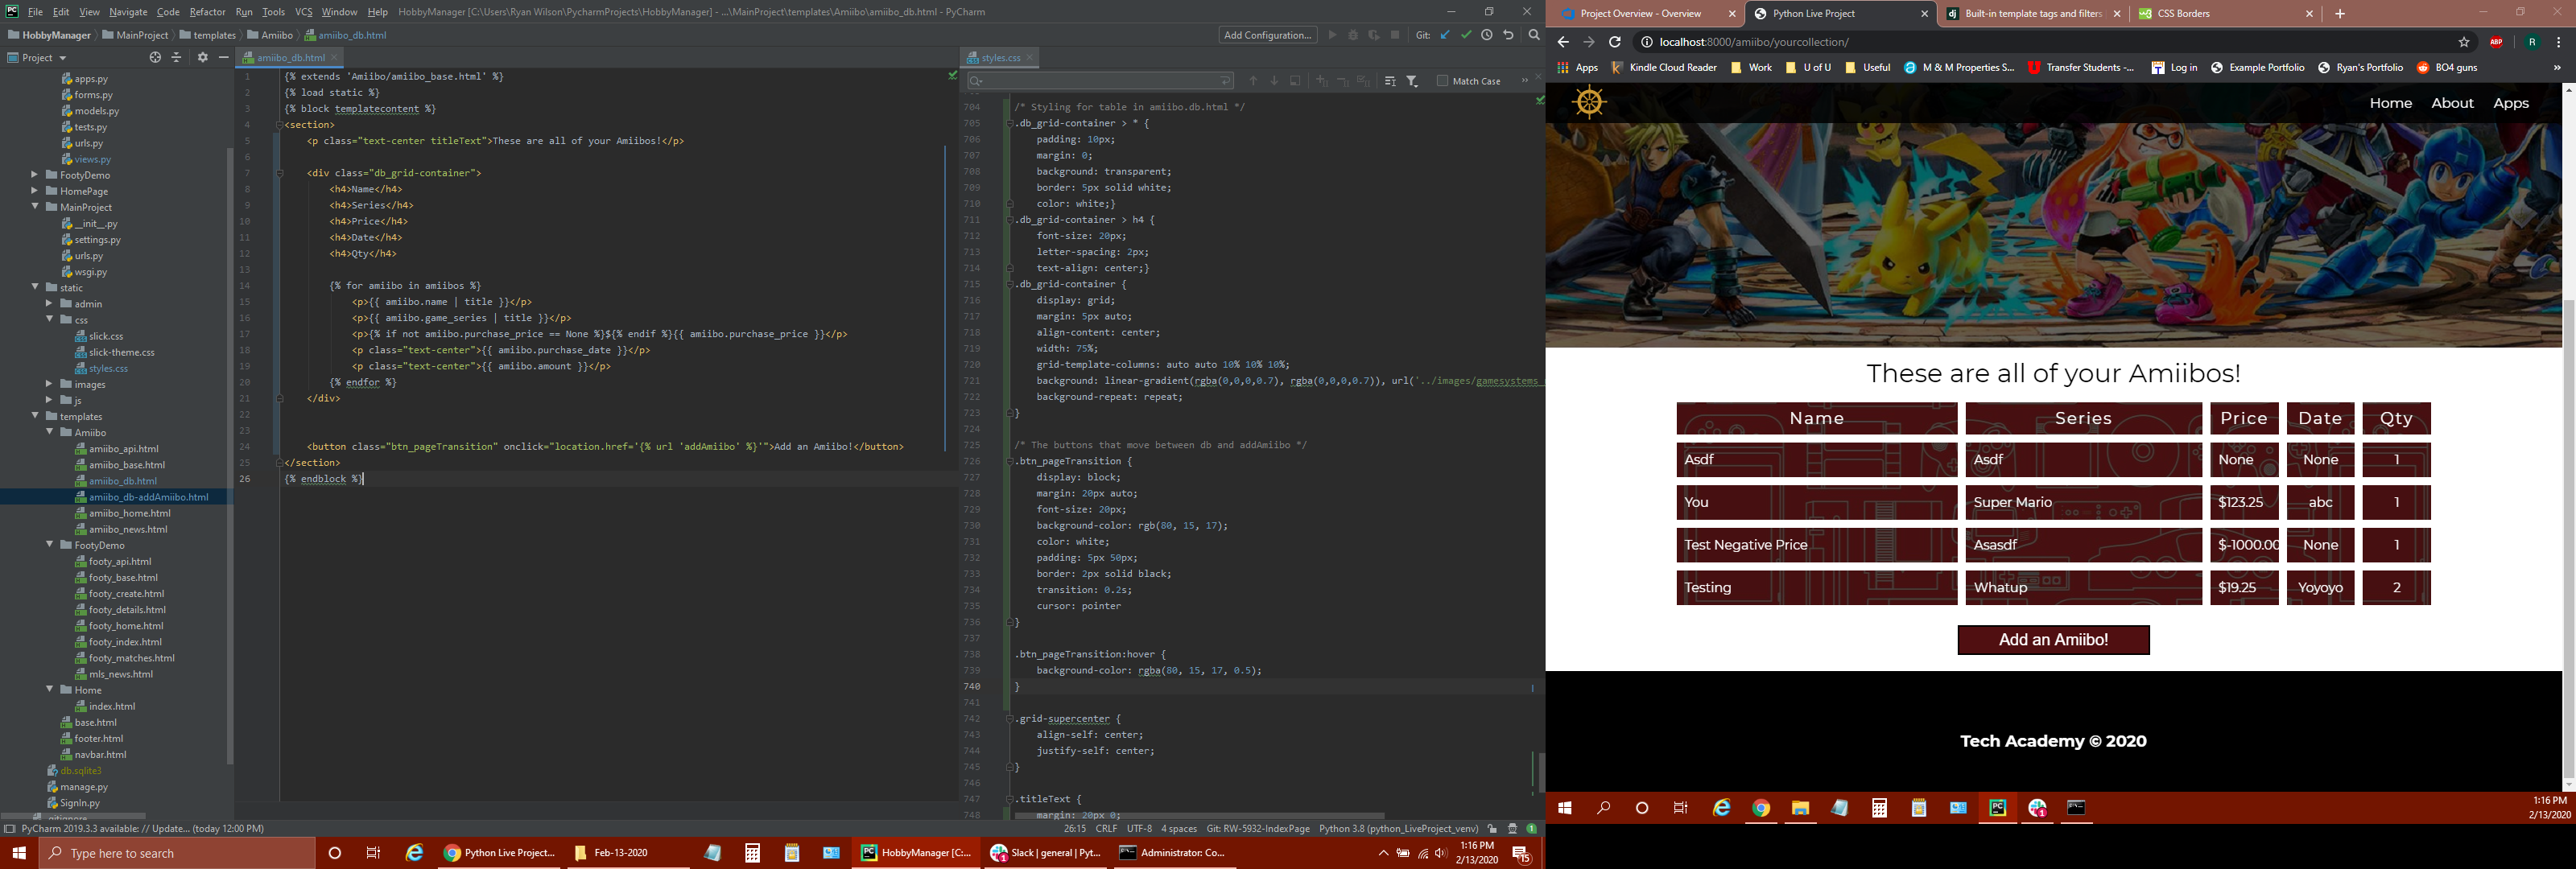 File Edit View Navigate Code Refactor Run Tools VCS Window Help HobbyManager [C:\Users\Ryan Wilson\PycharmProjects\HobbyManager] - ...\MainProject\templates\Amiibo\amiibo_db.html - PyCharm
HobbyManager MainProject templates Amiibo amiibo_db.html
Add Configuration... Git:
Project
apps.py
forms.py
models.py
tests.py
urls.py
views.py
FootyDemo
HomePage
MainProject
__init__.py
settings.py
urls.py
wsgi.py
static
admin
css
slick.css
slick-theme.css
styles.css
images
js
templates
Amiibo
amiibo_api.html
amiibo_base.html
amiibo_db.html
amiibo_db-addAmiibo.html
amiibo_home.html
amiibo_news.html
FootyDemo
footy_api.html
footy_base.html
footy_create.html
footy_details.html
footy_home.html
footy_index.html
footy_matches.html
mls_news.html
Home
index.html
base.html
footer.html
navbar.html
db.sqlite3
manage.py
SignIn.py
amiibo_db.html
1 {% extends 'Amiibo/amiibo_base.html' %}
2 {% load static %}
3 {% block templatecontent %}
4 <section>
5 <p class="text-center titleText">These are all of your Amiibos!</p>
6
7 <div class="db_grid-container">
8 <h4>Name</h4>
9 <h4>Series</h4>
10 <h4>Price</h4>
11 <h4>Date</h4>
12 <h4>Qty</h4>
13
14 {% for amiibo in amiibos %}
15 <p>{{ amiibo.name | title }}</p>
16 <p>{{ amiibo.game_series | title }}</p>
17 <p>{% if not amiibo.purchase_price == None %}${% endif %}{{ amiibo.purchase_price }}</p>
18 <p class="text-center">{{ amiibo.purchase_date }}</p>
19 <p class="text-center">{{ amiibo.amount }}</p>
20 {% endfor %}
21 </div>
22
23
24 <button class="btn_pageTransition" onclick="location.href='{% url 'addAmiibo' %}'">Add an Amiibo!</button>
25 </section>
26 {% endblock %}
styles.css
Match Case
704 /* Styling for table in amiibo.db.html */
705 .db_grid-container > * {
706 padding: 10px;
707 margin: 0;
708 background: transparent;
709 border: 5px solid white;
710 color: white;}
711 .db_grid-container > h4 {
712 font-size: 20px;
713 letter-spacing: 2px;
714 text-align: center;}
715 .db_grid-container {
716 display: grid;
717 margin: 5px auto;
718 align-content: center;
719 width: 75%;
720 grid-template-columns: auto auto 10% 10% 10%;
721 background: linear-gradient(rgba(0,0,0,0.7), rgba(0,0,0,0.7)), url('../images/gamesystems
722 background-repeat: repeat;
723 }
724
725 /* The buttons that move between db and addAmiibo */
726 .btn_pageTransition {
727 display: block;
728 margin: 20px auto;
729 font-size: 20px;
730 background-color: rgb(80, 15, 17);
731 color: white;
732 padding: 5px 50px;
733 border: 2px solid black;
734 transition: 0.2s;
735 cursor: pointer
736 }
737
738 .btn_pageTransition:hover {
739 background-color: rgba(80, 15, 17, 0.5);
740 }
741
742 .grid-supercenter {
743 align-self: center;
744 justify-self: center;
745 }
746
747 .titleText {
748 margin: 20px 0;
PyCharm 2019.3.3 available: // Update... (today 12:00 PM) 26:15 CRLF UTF-8 4 spaces Git: RW-5932-IndexPage Python 3.8 (python_LiveProject_venv) 1
Type here to search Python Live Project... Feb-13-2020 HobbyManager [C:... Slack | general | Pyt... Administrator: Co... 1:16 PM
2/13/2020 15
Project Overview - Overview Python Live Project Built-in template tags and filters CSS Borders
localhost:8000/amiibo/yourcollection/ ABP R
Apps Kindle Cloud Reader Work U of U Useful M & M Properties S... Transfer Students -... Log in Example Portfolio Ryan's Portfolio BO4 guns »
Home About Apps
These are all of your Amiibos!
Name Series Price Date Qty
Asdf Asdf None None 1
You Super Mario $123.25 abc 1
Test Negative Price Asasdf $-1000.00 None 1
Testing Whatup $19.25 Yoyoyo 2
Add an Amiibo!
Tech Academy © 2020
1:16 PM
2/13/2020